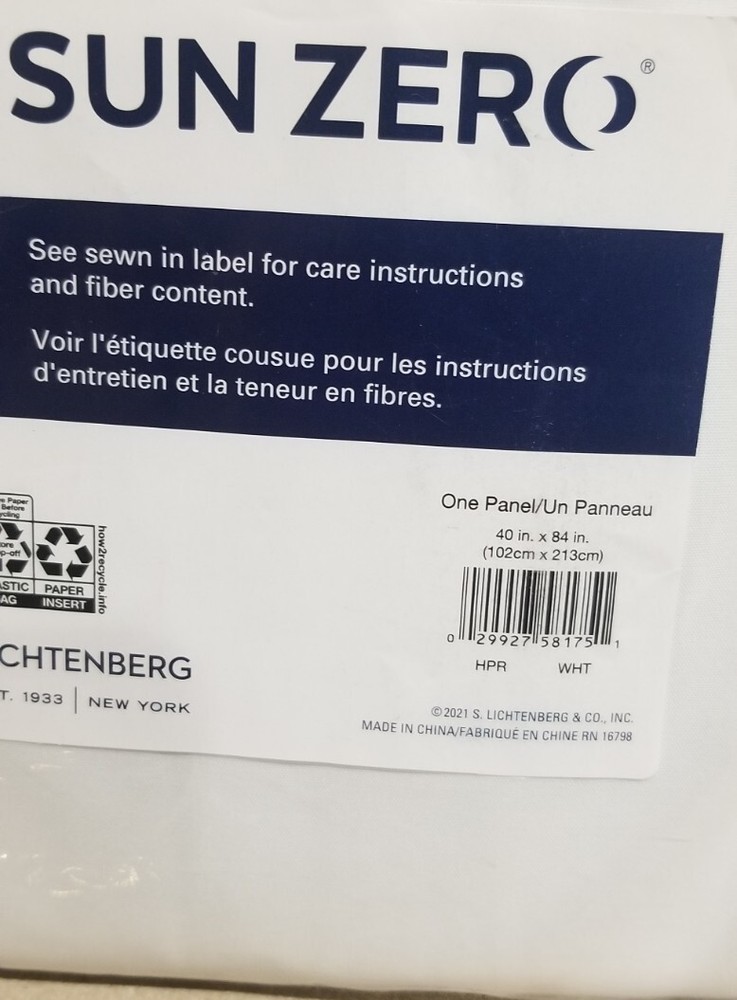 SUN ZERO®
See sewn in label for care instructions
and fiber content.
Voir l'étiquette cousue pour les instructions
d'entretien et la teneur en fibres.
One Panel/Un Panneau
40 in. x 84 in.
(102cm x 213cm)
0 29927 58175 1
HPR WHT
Paper
Before
how2recycle.info
PAPER
INSERT
CHTENBERG
T. 1933 | NEW YORK
©2021 S. LICHTENBERG & CO., INC.
MADE IN CHINA/FABRIQUÉ EN CHINE RN 16798